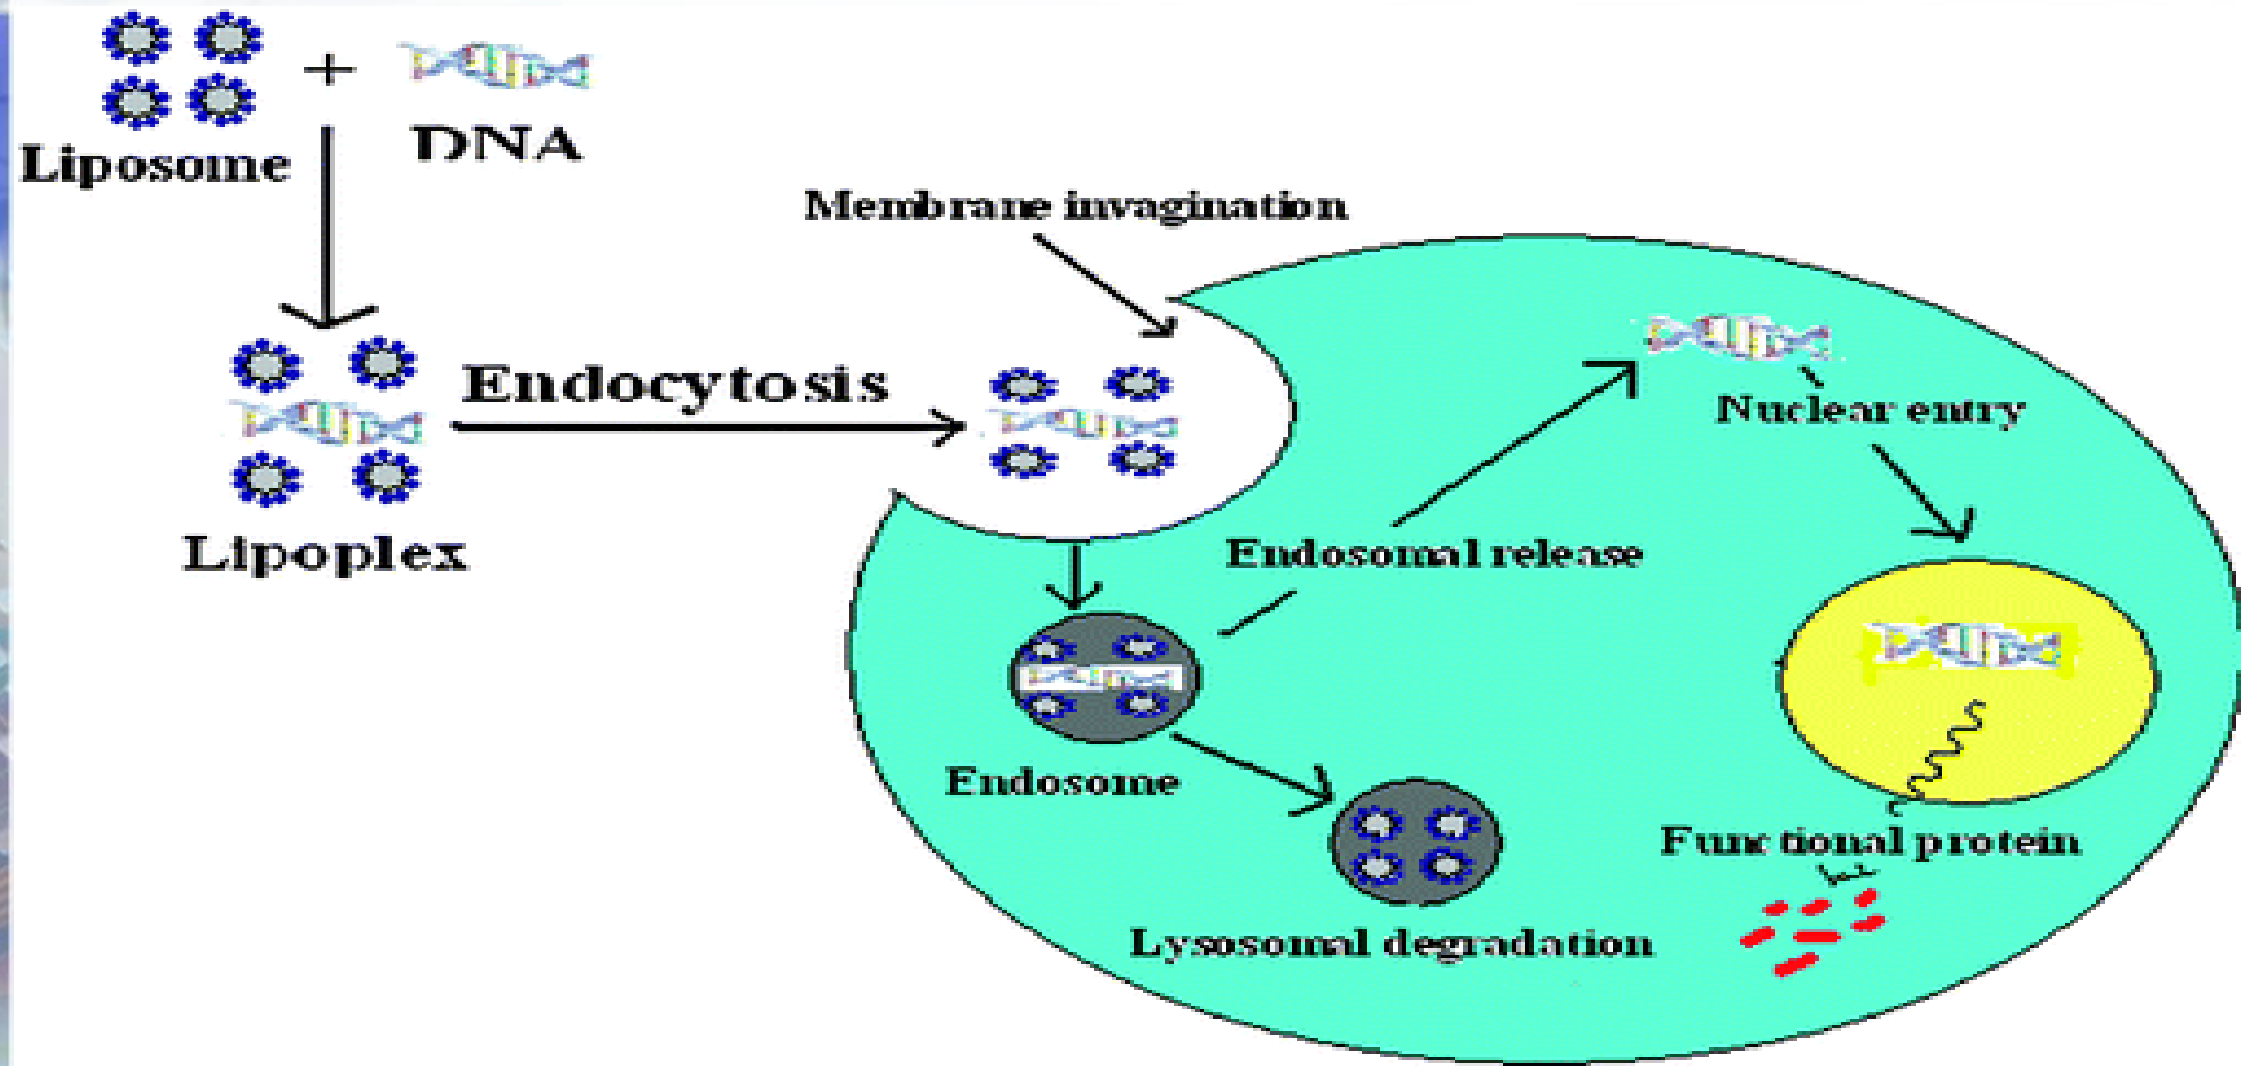 +
Liposome
DNA
Membrane invagination
Endocytosis
Nuclear entry
Lipoplex
Endosomal release
Endosome
Functional protein
Lysosomal degradation